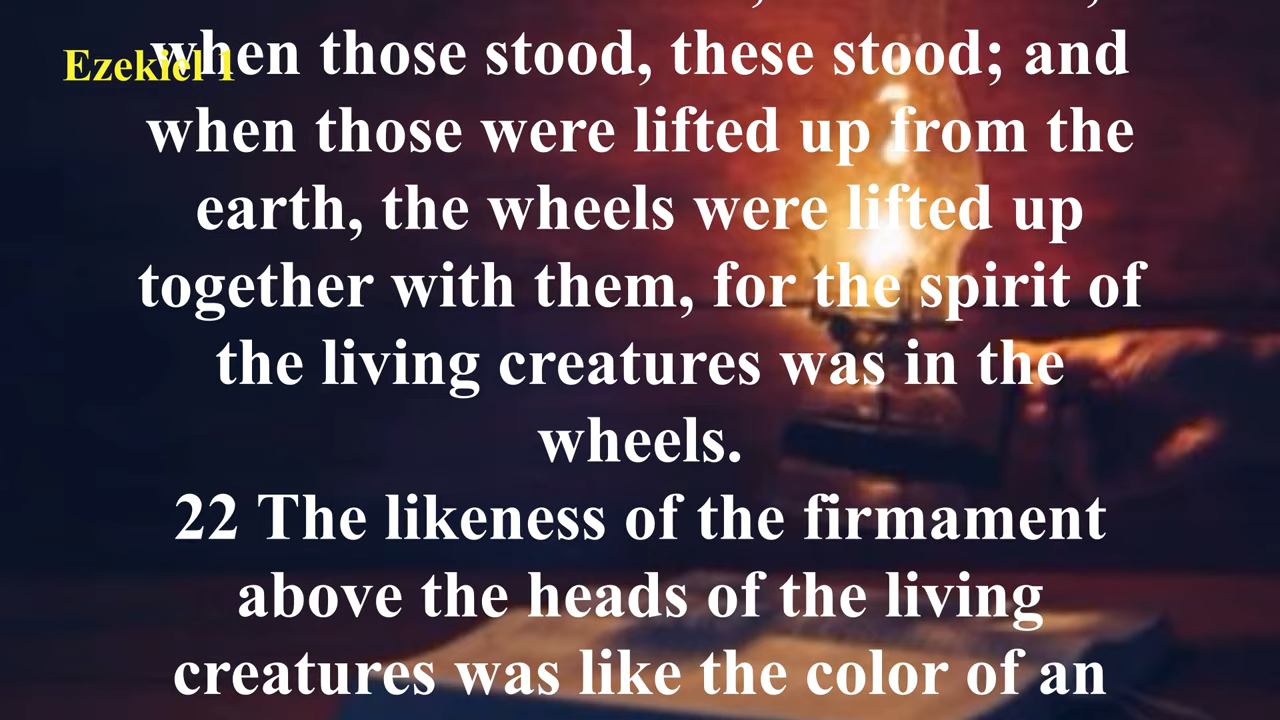 Ezekiel 1
when those stood, these stood; and
when those were lifted up from the
earth, the wheels were lifted up
together with them, for the spirit of
the living creatures was in the
wheels.
22 The likeness of the firmament
above the heads of the living
creatures was like the color of an